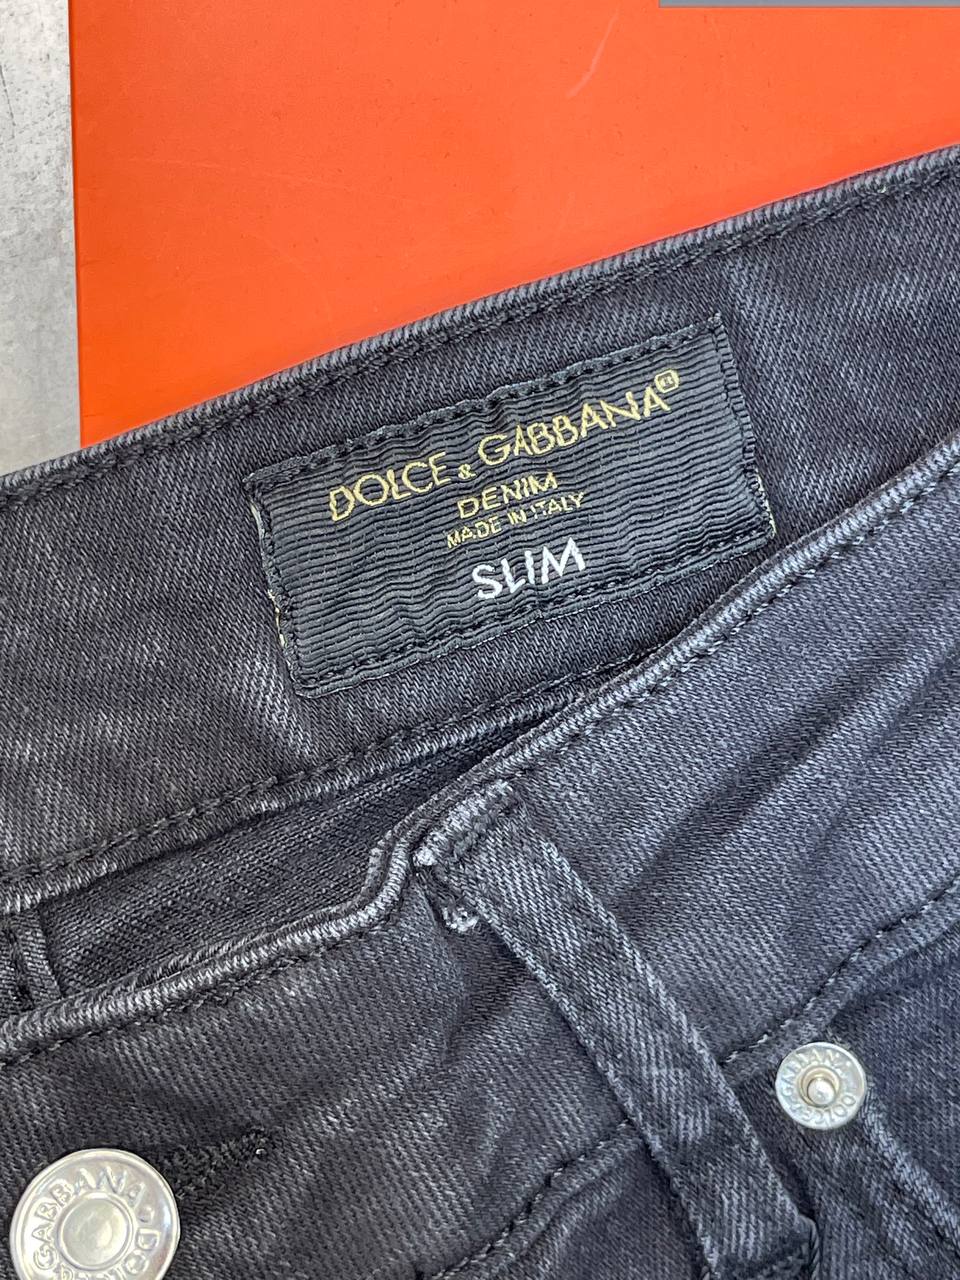 DOLCE & GABBANA
DENIM
MADE IN ITALY
SLIM
DOLCE & GABBANA
GABBANA DOLCE &